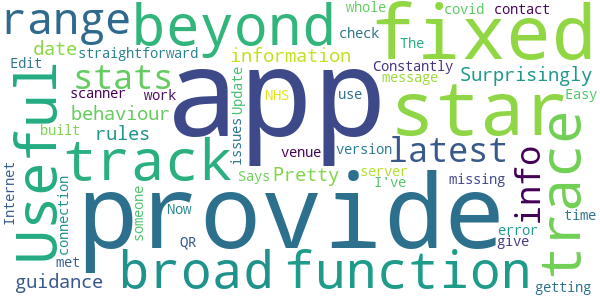 range beyond fixed whole covid contact
date straightforward information check The Constantly message
Edit stats app star Surprisingly
scanner work behaviour NHS use Easy
Useful built rules Update issues venue version latest
track Says Pretty server I've missing info trace
Internet connection someone provide
Now QR error give time
met guidance broad function getting